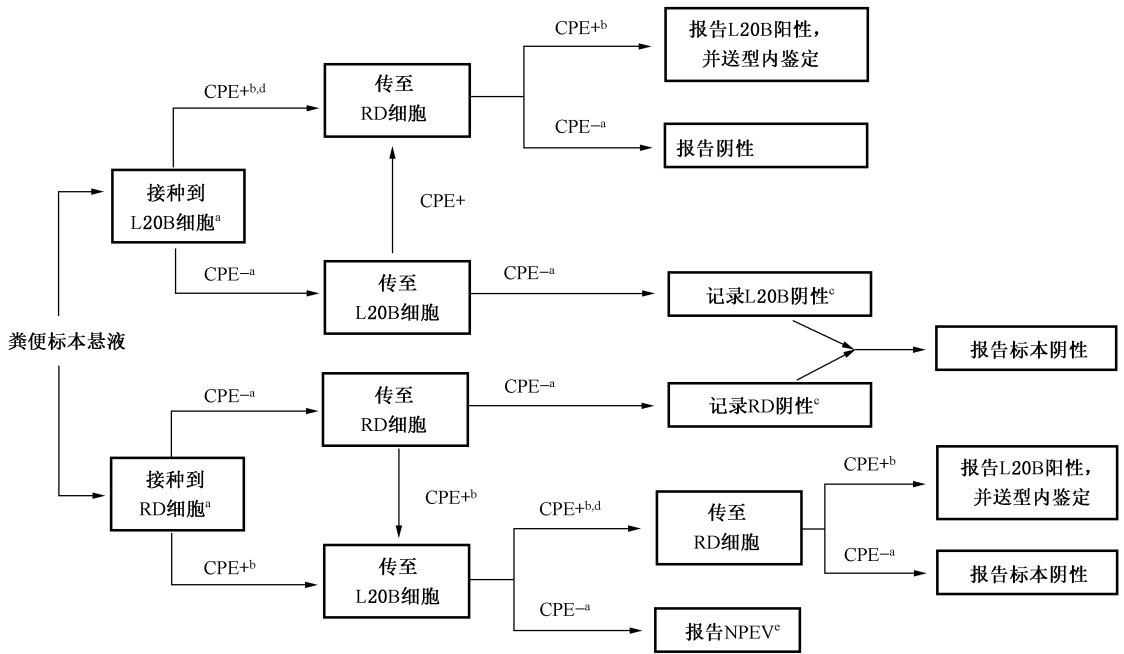 粪便标本悬液
接种到
L20B细胞a
CPE+b,d
传至
RD细胞
CPE+b
报告L20B阳性，
并送型内鉴定
CPE−a
报告阴性
CPE+
CPE−a
传至
L20B细胞
CPE−a
记录L20B阴性c
报告标本阴性
接种到
RD细胞a
CPE−a
传至
RD细胞
CPE−a
记录RD阴性c
CPE+b
CPE+b
传至
L20B细胞
CPE+b,d
传至
RD细胞
CPE+b
报告L20B阳性，
并送型内鉴定
CPE−a
报告标本阴性
CPE−a
报告NPEVe